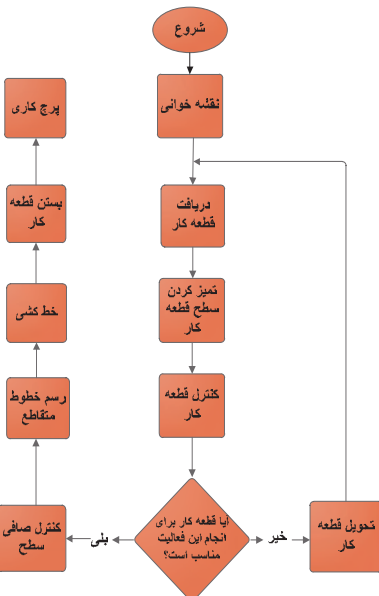 شروع
نقشه خوانی
دریافت
قطعه کار
تمیز کردن
سطح قطعه
کار
کنترل قطعه
کار
آیا قطعه کار برای
انجام این فعالیت
مناسب است؟
خیر
تحویل قطعه
کار
بلی
کنترل صافی
سطح
رسم خطوط
متقاطع
خط کشی
بستن قطعه
کار
پرچ کاری